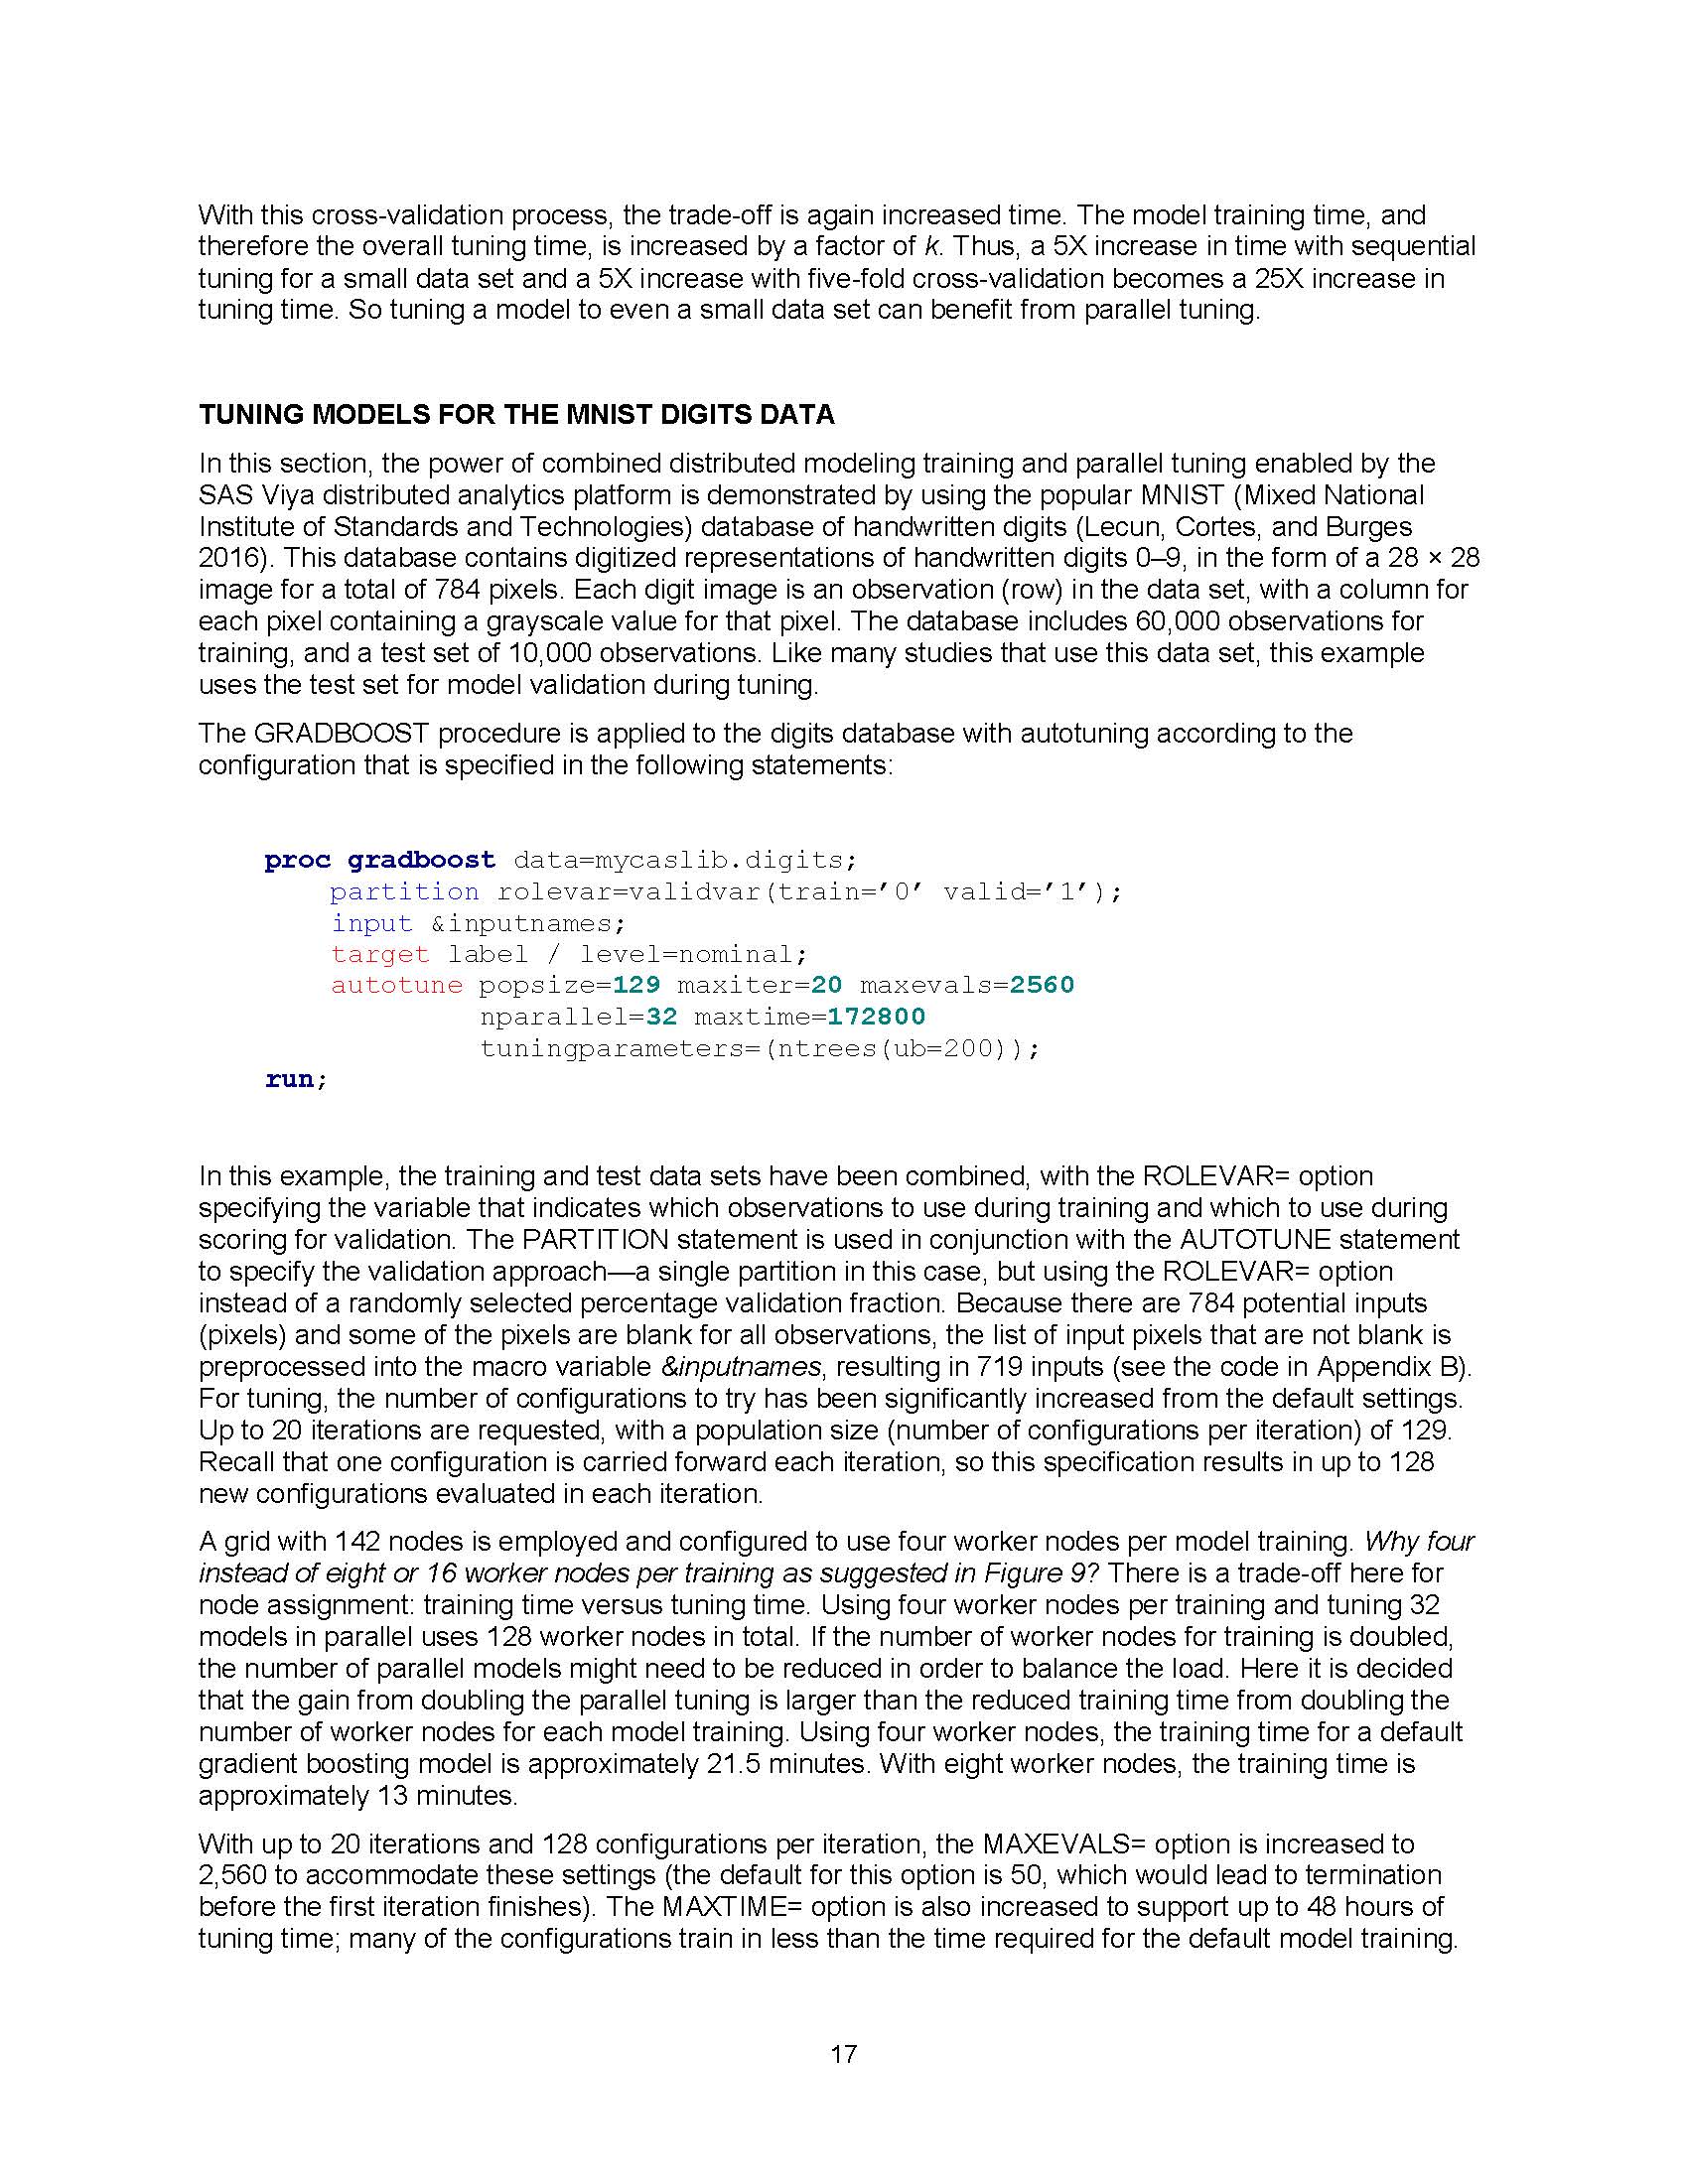 With this cross-validation process, the trade-off is again increased time. The model training time, and
therefore the overall tuning time, is increased by a factor of k. Thus, a 5X increase in time with sequential
tuning for a small data set and a 5X increase with five-fold cross-validation becomes a 25X increase in
tuning time. So tuning a model to even a small data set can benefit from parallel tuning.
TUNING MODELS FOR THE MNIST DIGITS DATA
In this section, the power of combined distributed modeling training and parallel tuning enabled by the
SAS Viya distributed analytics platform is demonstrated by using the popular MNIST (Mixed National
Institute of Standards and Technologies) database of handwritten digits (Lecun, Cortes, and Burges
2016). This database contains digitized representations of handwritten digits 0–9, in the form of a 28 × 28
image for a total of 784 pixels. Each digit image is an observation (row) in the data set, with a column for
each pixel containing a grayscale value for that pixel. The database includes 60,000 observations for
training, and a test set of 10,000 observations. Like many studies that use this data set, this example
uses the test set for model validation during tuning.
The GRADBOOST procedure is applied to the digits database with autotuning according to the
configuration that is specified in the following statements:
proc gradboost data=mycaslib.digits;
partition rolevar=validvar(train=’0’ valid=’1’);
input &inputnames;
target label / level=nominal;
autotune popsize=129 maxiter=20 maxevals=2560
nparallel=32 maxtime=172800
tuningparameters=(ntrees(ub=200));
run;
In this example, the training and test data sets have been combined, with the ROLEVAR= option
specifying the variable that indicates which observations to use during training and which to use during
scoring for validation. The PARTITION statement is used in conjunction with the AUTOTUNE statement
to specify the validation approach—a single partition in this case, but using the ROLEVAR= option
instead of a randomly selected percentage validation fraction. Because there are 784 potential inputs
(pixels) and some of the pixels are blank for all observations, the list of input pixels that are not blank is
preprocessed into the macro variable &inputnames, resulting in 719 inputs (see the code in Appendix B).
For tuning, the number of configurations to try has been significantly increased from the default settings.
Up to 20 iterations are requested, with a population size (number of configurations per iteration) of 129.
Recall that one configuration is carried forward each iteration, so this specification results in up to 128
new configurations evaluated in each iteration.
A grid with 142 nodes is employed and configured to use four worker nodes per model training. Why four
instead of eight or 16 worker nodes per training as suggested in Figure 9? There is a trade-off here for
node assignment: training time versus tuning time. Using four worker nodes per training and tuning 32
models in parallel uses 128 worker nodes in total. If the number of worker nodes for training is doubled,
the number of parallel models might need to be reduced in order to balance the load. Here it is decided
that the gain from doubling the parallel tuning is larger than the reduced training time from doubling the
number of worker nodes for each model training. Using four worker nodes, the training time for a default
gradient boosting model is approximately 21.5 minutes. With eight worker nodes, the training time is
approximately 13 minutes.
With up to 20 iterations and 128 configurations per iteration, the MAXEVALS= option is increased to
2,560 to accommodate these settings (the default for this option is 50, which would lead to termination
before the first iteration finishes). The MAXTIME= option is also increased to support up to 48 hours of
tuning time; many of the configurations train in less than the time required for the default model training.
17